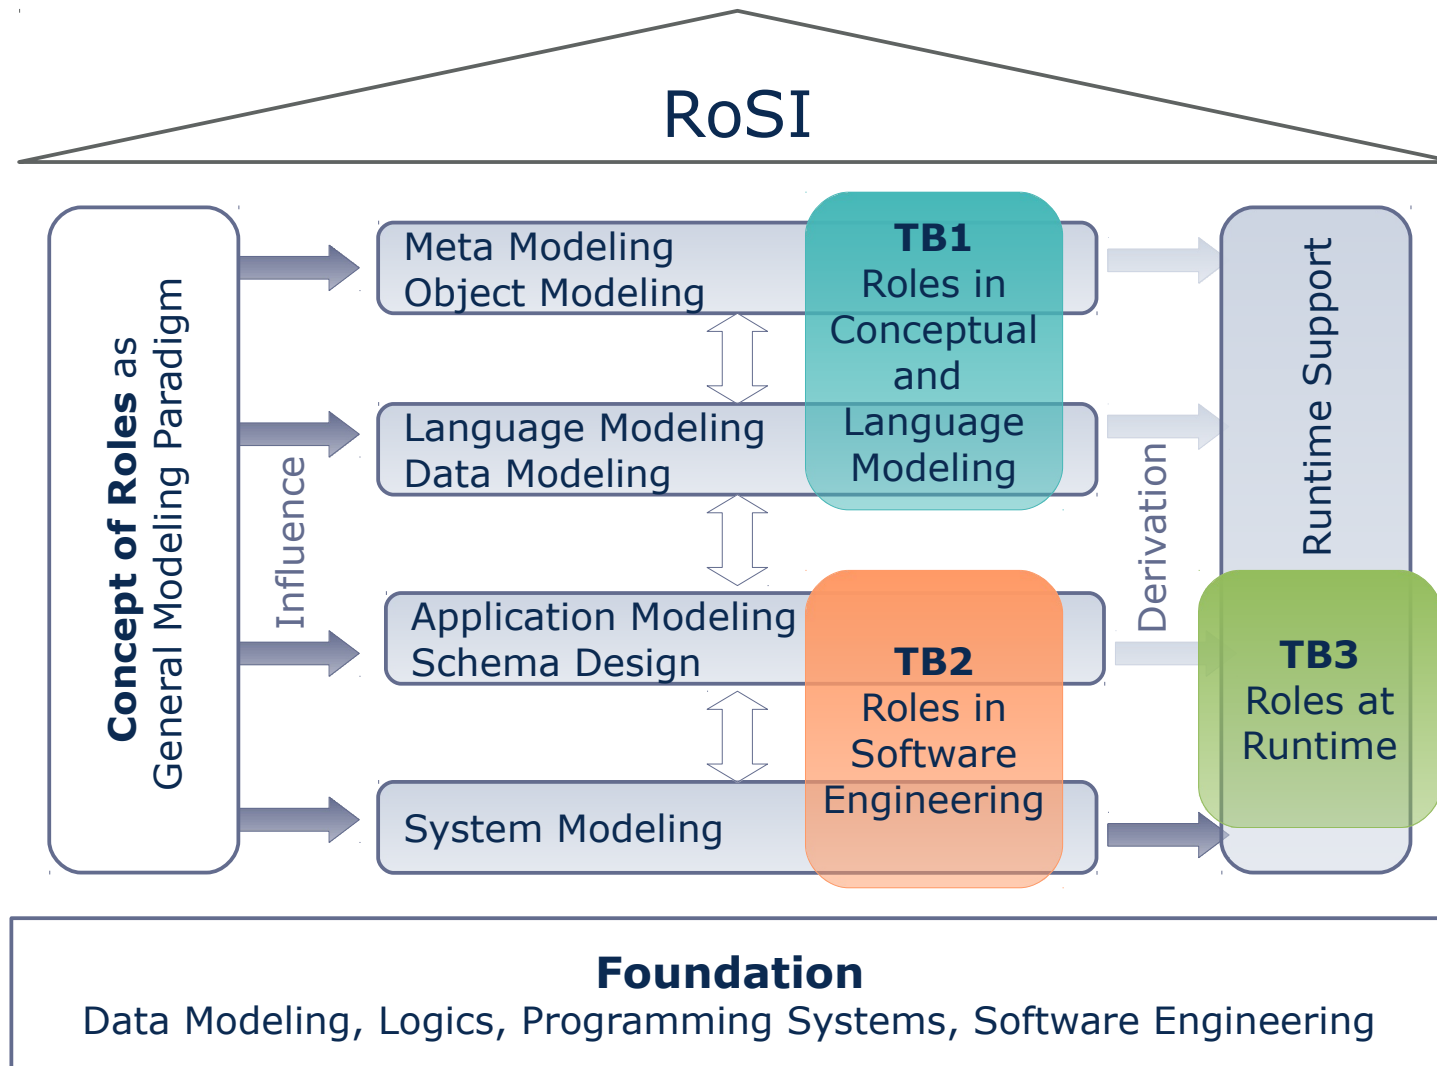 RoSI
Concept of Roles as
General Modeling Paradigm
Influence
Meta Modeling
Object Modeling
Language Modeling
Data Modeling
Application Modeling
Schema Design
System Modeling
TB1
Roles in
Conceptual
and
Language
Modeling
TB2
Roles in
Software
Engineering
Derivation
Runtime Support
TB3
Roles at
Runtime
Foundation
Data Modeling, Logics, Programming Systems, Software Engineering